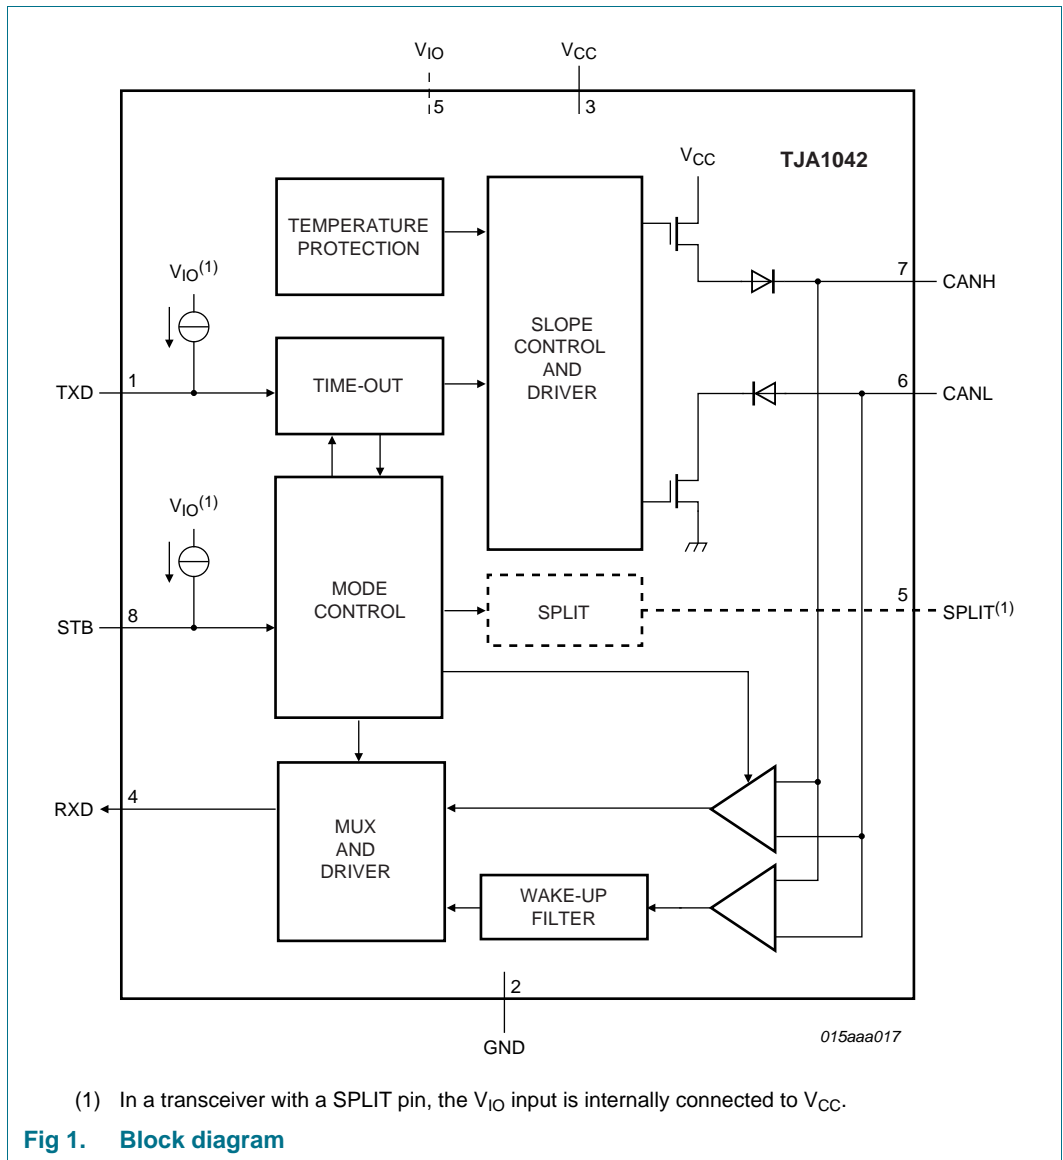 VIO
VCC
5
3
VCC
TJA1042
TEMPERATURE
PROTECTION
VIO(1)
7
CANH
SLOPE
CONTROL
AND
DRIVER
TXD
1
TIME-OUT
6
CANL
VIO(1)
MODE
CONTROL
STB
8
SPLIT
5
SPLIT(1)
RXD
4
MUX
AND
DRIVER
WAKE-UP
FILTER
2
GND
015aaa017
(1) In a transceiver with a SPLIT pin, the VIO input is internally connected to VCC.
Fig 1. Block diagram